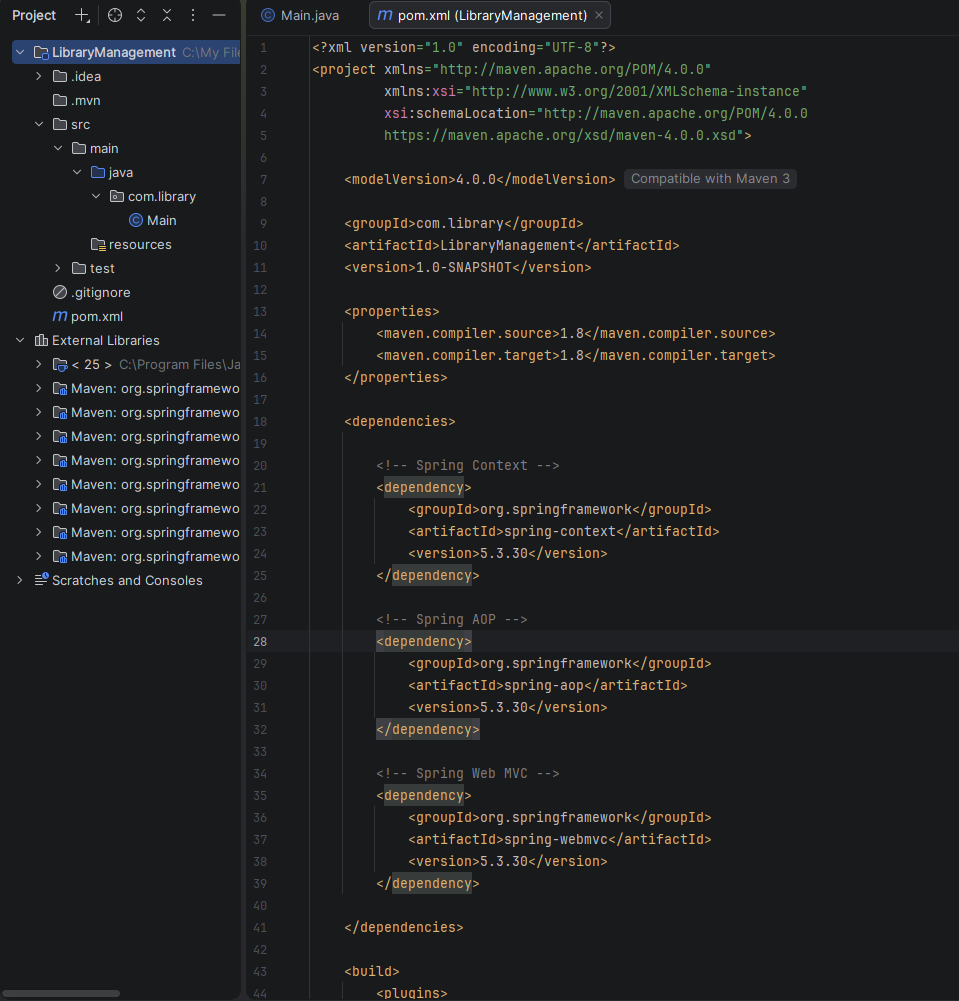 Project
LibraryManagement C:\My File
.idea
.mvn
src
main
java
com.library
Main
resources
test
.gitignore
m pom.xml
External Libraries
< 25 > C:\Program Files\Ja
Maven: org.springframewo
Maven: org.springframewo
Maven: org.springframewo
Maven: org.springframewo
Maven: org.springframewo
Maven: org.springframewo
Maven: org.springframewo
Maven: org.springframewo
Scratches and Consoles
Main.java
m pom.xml (LibraryManagement)
1 <?xml version="1.0" encoding="UTF-8"?>
2 <project xmlns="http://maven.apache.org/POM/4.0.0"
3 xmlns:xsi="http://www.w3.org/2001/XMLSchema-instance"
4 xsi:schemaLocation="http://maven.apache.org/POM/4.0.0
5 https://maven.apache.org/xsd/maven-4.0.0.xsd">
6
7 <modelVersion>4.0.0</modelVersion> Compatible with Maven 3
8
9 <groupId>com.library</groupId>
10 <artifactId>LibraryManagement</artifactId>
11 <version>1.0-SNAPSHOT</version>
12
13 <properties>
14 <maven.compiler.source>1.8</maven.compiler.source>
15 <maven.compiler.target>1.8</maven.compiler.target>
16 </properties>
17
18 <dependencies>
19
20 <!-- Spring Context -->
21 <dependency>
22 <groupId>org.springframework</groupId>
23 <artifactId>spring-context</artifactId>
24 <version>5.3.30</version>
25 </dependency>
26
27 <!-- Spring AOP -->
28 <dependency>
29 <groupId>org.springframework</groupId>
30 <artifactId>spring-aop</artifactId>
31 <version>5.3.30</version>
32 </dependency>
33
34 <!-- Spring Web MVC -->
35 <dependency>
36 <groupId>org.springframework</groupId>
37 <artifactId>spring-webmvc</artifactId>
38 <version>5.3.30</version>
39 </dependency>
40
41 </dependencies>
42
43 <build>
44 <plugins>